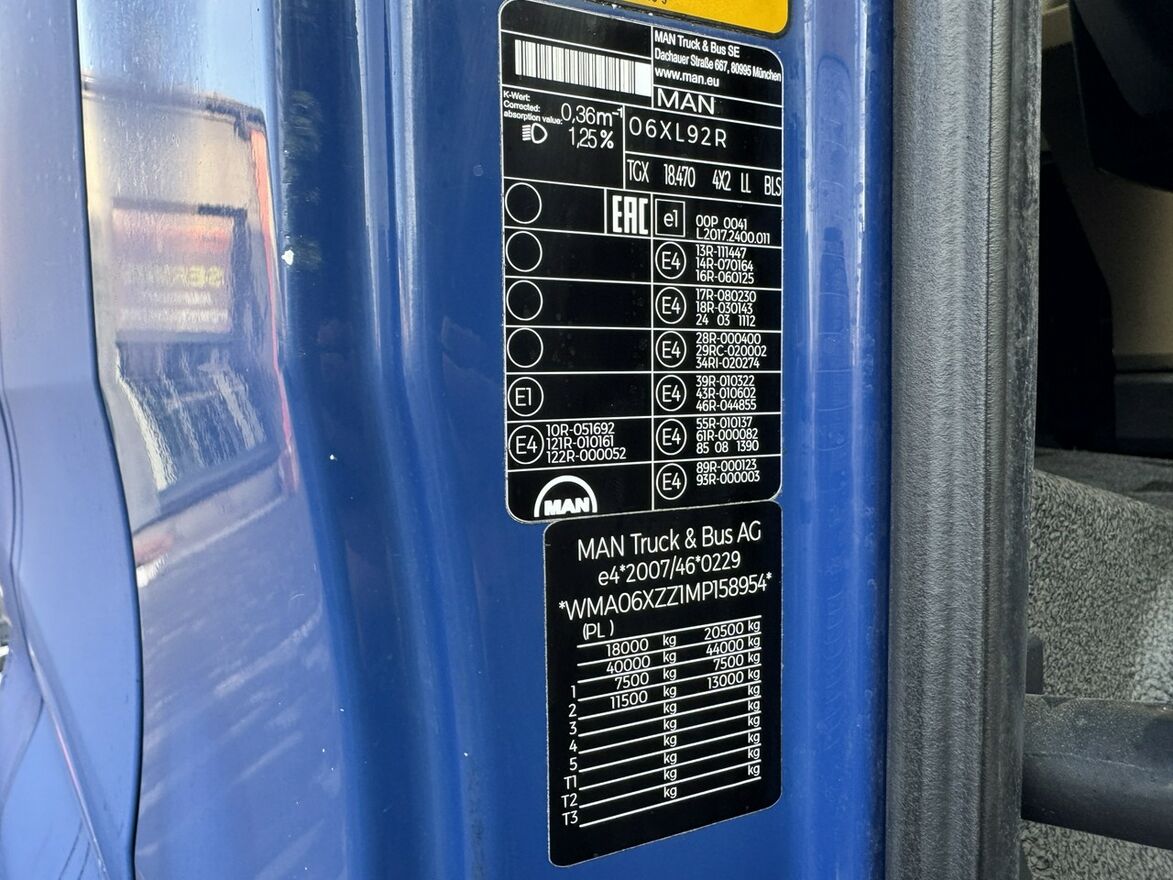 MAN Truck & Bus SE
Dachauer Straße 667, 80995 München
www.man.eu
MAN
K-Wert:
Corrected
absorption value:
0,36m⁻¹
1,25%
06XL92R
TGX 18.470 4X2 LL BLS
EAC
e1
00P 0041
L2017.2400.011
E4
13R-111447
14R-070164
16R-060125
E4
17R-080230
18R-030143
24 03 1112
E4
28R-000400
29RC-020002
34RI-020274
E1
E4
39R-010322
43R-010602
46R-044855
E4
10R-051692
121R-010161
122R-000052
E4
55R-010137
61R-000082
85 08 1390
E4
89R-000123
93R-000003
MAN
MAN Truck & Bus AG
e4*2007/46*0229
*WMA06XZZ1MP158954*
(PL )
18000 kg 20500 kg
40000 kg 44000 kg
1 7500 kg 7500 kg
2 11500 kg 13000 kg
3 kg kg
4 kg kg
5 kg kg
T1 kg kg
T2 kg kg
T3 kg kg